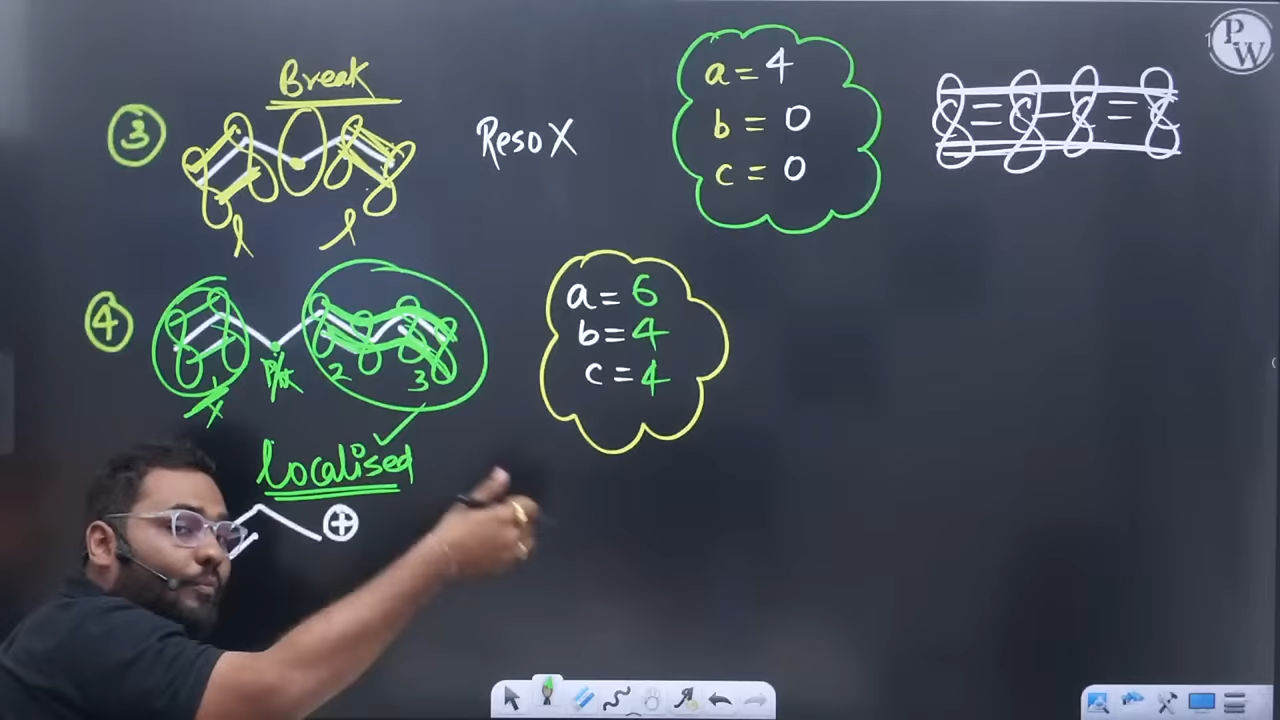 Break
③
Reso X
a = 4
b = 0
c = 0
④
a = 6
b = 4
c = 4
2
3
x
localised
⊕
P
W